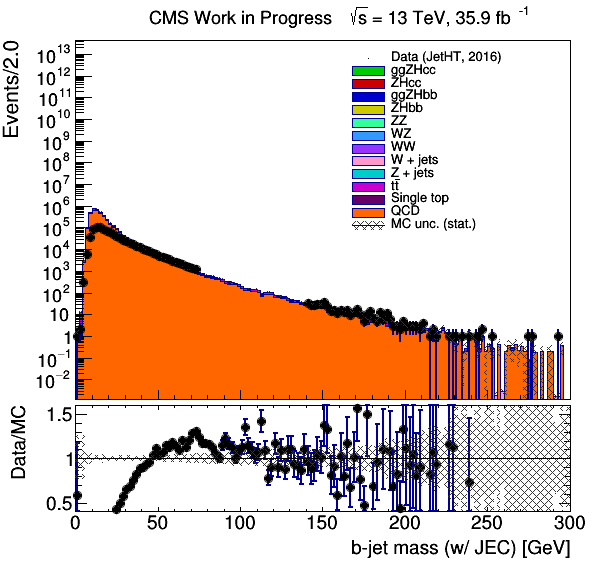 CMS Work in Progress √s = 13 TeV, 35.9 fb⁻¹
Events/2.0
10¹³
10¹²
10¹¹
10¹⁰
10⁹
10⁸
10⁷
10⁶
10⁵
10⁴
10³
10²
10
1
10⁻¹
10⁻²
Data (JetHT, 2016)
ggZHcc
ZHcc
ggZHbb
ZHbb
ZZ
WZ
WW
W + jets
Z + jets
tt̄
Single top
QCD
MC unc. (stat.)
Data/MC
1.5
1
0.5
0 50 100 150 200 250 300
b-jet mass (w/ JEC) [GeV]